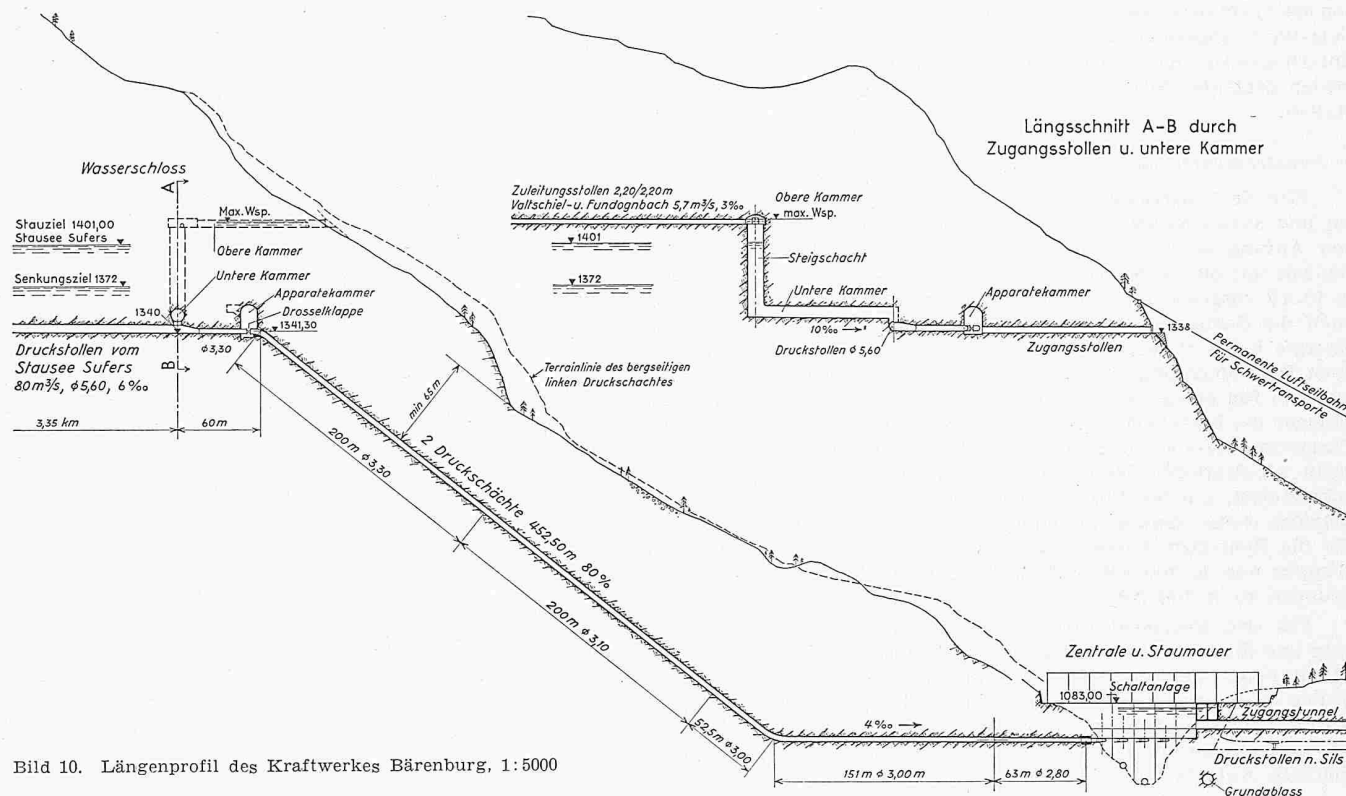 Längsschnitt A-B durch
Zugangsstollen u. untere Kammer
Wasserschloss
A
Stauziel 1401,00
Stausee Sufers
Max. Wsp.
Obere Kammer
Senkungsziel 1372
Untere Kammer
Apparatekammer
Drosselklappe
1340
1341,30
ϕ3,30
B
Druckstollen vom
Stausee Sufers
80m³/s, ϕ5,60, 6‰
3,35 km
60m
Zuleitungsstollen 2,20/2,20m
Valtschiel-u. Fundognbach 5,7m³/s, 3‰
Obere Kammer
max. Wsp.
1401
1372
Steigschacht
Untere Kammer
Apparatekammer
10‰
Druckstollen ϕ 5,60
Zugangsstollen
1338
Permanente Luftseilbahn
für Schwertransporte
Terrainlinie des bergseitigen
linken Druckschachtes
min 65m
200m ϕ3,30
2 Druckschächte 452,50m 80%
200m ϕ3,10
52,5m ϕ3,00
4‰
151m ϕ 3,00m
63m ϕ 2,80
Zentrale u. Staumauer
Schaltanlage
1083,00
Zugangstunnel
Druckstollen n. Sils
Grundablass
Bild 10. Längenprofil des Kraftwerkes Bärenburg, 1:5000